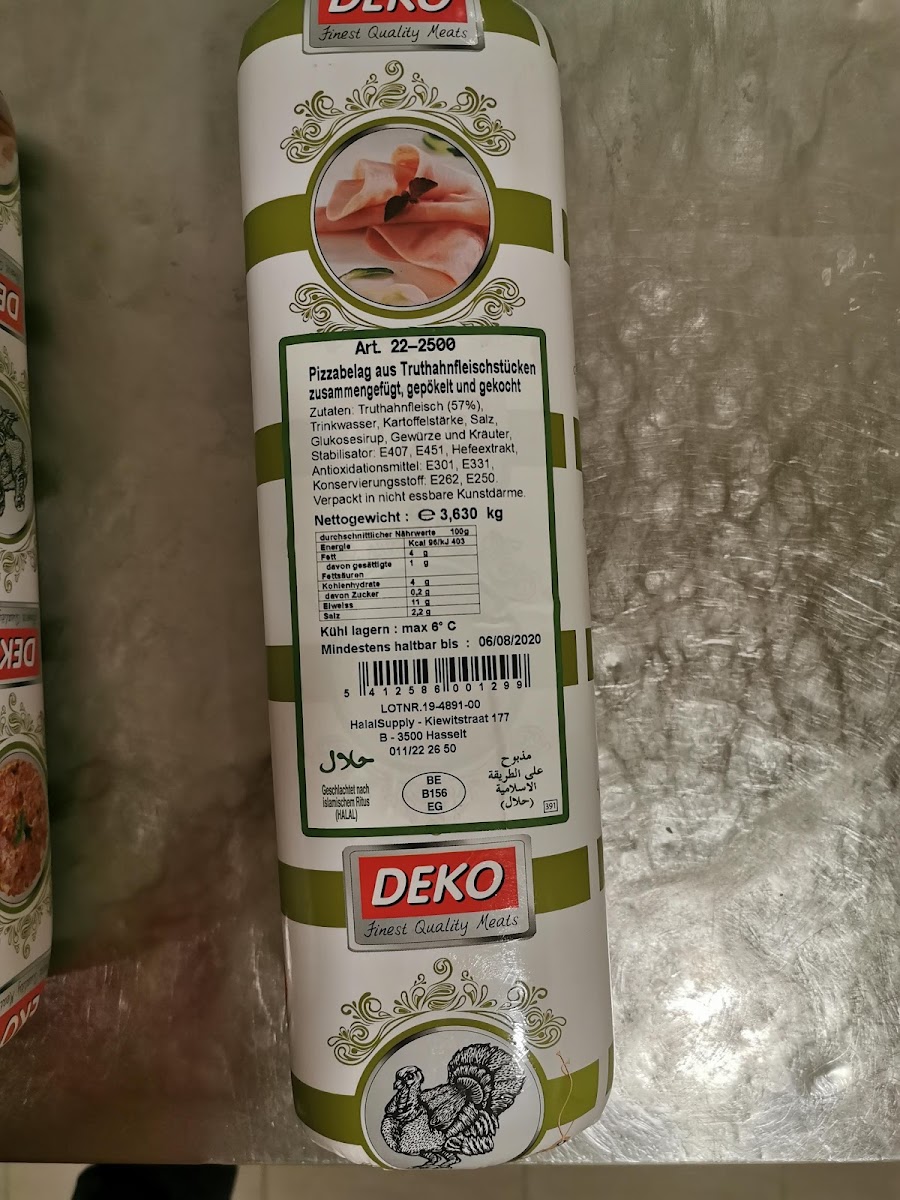 DEKO
Finest Quality Meats
Art. 22-2500
Pizzabelag aus Truthahnfleischstücken
zusammengefügt, gepökelt und gekocht
Zutaten: Truthahnfleisch (57%),
Trinkwasser, Kartoffelstärke, Salz,
Glukosesirup, Gewürze und Kräuter,
Stabilisator: E407, E451, Hefeextrakt,
Antioxidationsmittel: E301, E331,
Konservierungsstoff: E262, E250.
Verpackt in nicht essbare Kunstdärme.
Nettogewicht : ℮ 3,630 kg
durchschnittlicher Nährwerte 100g
Energie Kcal 96/kJ 403
Fett 4 g
davon gesättigte 1 g
Fettsäuren
Kohlenhydrate 4 g
davon Zucker 0,2 g
Eiweiss 11 g
Salz 2,2 g
Kühl lagern : max 6° C
Mindestens haltbar bis : 06/08/2020
5 412586 001299
LOTNR.19-4891-00
HalalSupply - Kiewitstraat 177
B - 3500 Hasselt
011/22 26 50
حلال
Geschlachtet nach
Islamischem Ritus
(HALAL)
BE
B156
EG
مذبوح
على الطريقة
الاسلامية
(حلال)
391
DEKO
Finest Quality Meats
DE
DEK
EKO